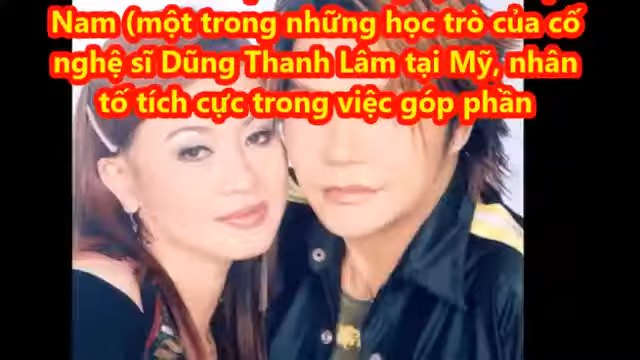 Nam (một trong những học trò của cố
nghệ sĩ Dũng Thanh Lâm tại Mỹ, nhân
tố tích cực trong việc góp phần